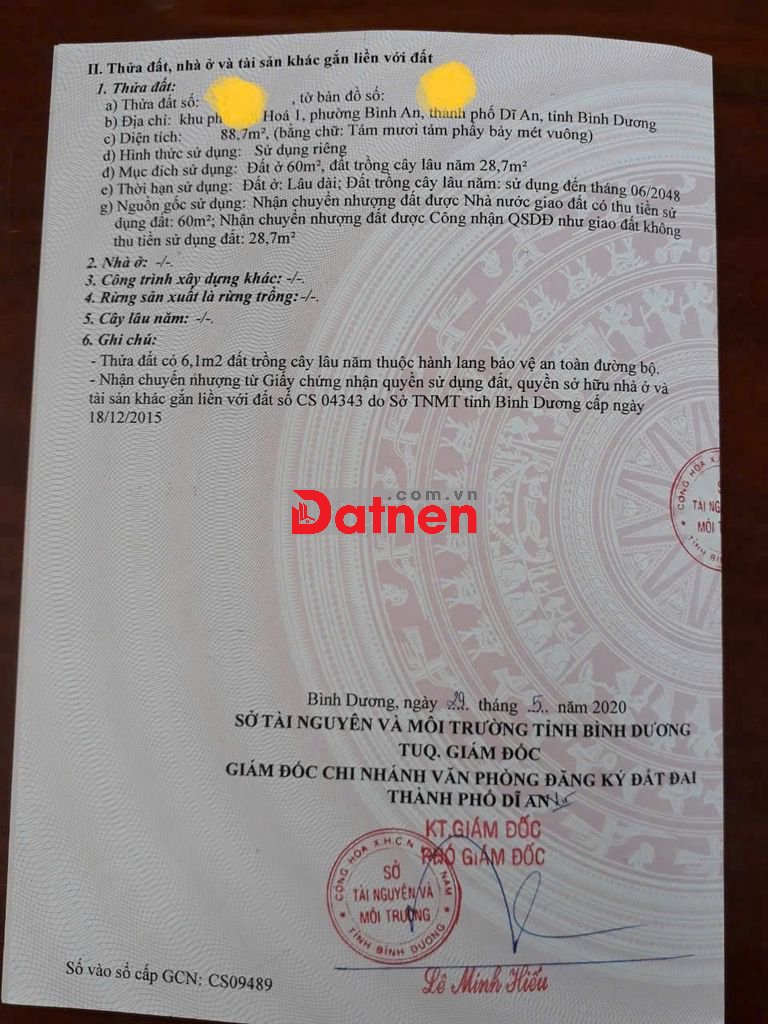 II. Thửa đất, nhà ở và tài sản khác gắn liền với đất
1. Thửa đất:
a) Thửa đất số: , tờ bản đồ số:
b) Địa chỉ: khu ph Hoá 1, phường Bình An, thành phố Dĩ An, tỉnh Bình Dương
c) Diện tích: 88,7m², (bằng chữ: Tám mươi tám phẩy bảy mét vuông)
d) Hình thức sử dụng: Sử dụng riêng
đ) Mục đích sử dụng: Đất ở 60m², đất trồng cây lâu năm 28,7m²
e) Thời hạn sử dụng: Đất ở: Lâu dài; Đất trồng cây lâu năm: sử dụng đến tháng 06/2048
g) Nguồn gốc sử dụng: Nhận chuyển nhượng đất được Nhà nước giao đất có thu tiền sử
dụng đất: 60m²; Nhận chuyển nhượng đất được Công nhận QSDĐ như giao đất không
thu tiền sử dụng đất: 28,7m²
2. Nhà ở: -/-.
3. Công trình xây dựng khác: -/-.
4. Rừng sản xuất là rừng trồng: -/-.
5. Cây lâu năm: -/-.
6. Ghi chú:
- Thửa đất có 6,1m2 đất trồng cây lâu năm thuộc hành lang bảo vệ an toàn đường bộ.
- Nhận chuyển nhượng từ Giấy chứng nhận quyền sử dụng đất, quyền sở hữu nhà ở và
tài sản khác gắn liền với đất số CS 04343 do Sở TNMT tỉnh Bình Dương cấp ngày
18/12/2015
CỘNG HÒA X.H.C
TÀI NG
MÔI T
TỈNH B
.com.vn
Datnen
Bình Dương, ngày 29. tháng .5.. năm 2020
SỞ TÀI NGUYÊN VÀ MÔI TRƯỜNG TỈNH BÌNH DƯƠNG
TUQ. GIÁM ĐỐC
GIÁM ĐỐC CHI NHÁNH VĂN PHÒNG ĐĂNG KÝ ĐẤT ĐAI
THÀNH PHỐ DĨ AN
KT.GIÁM ĐỐC
PHÓ GIÁM ĐỐC
CỘNG HÒA X.H.C.N NAM
SỞ
TÀI NGUYÊN VÀ
MÔI TRƯỜNG
TỈNH BÌNH DƯƠNG
Lê Minh Hiếu
Số vào sổ cấp GCN: CS09489